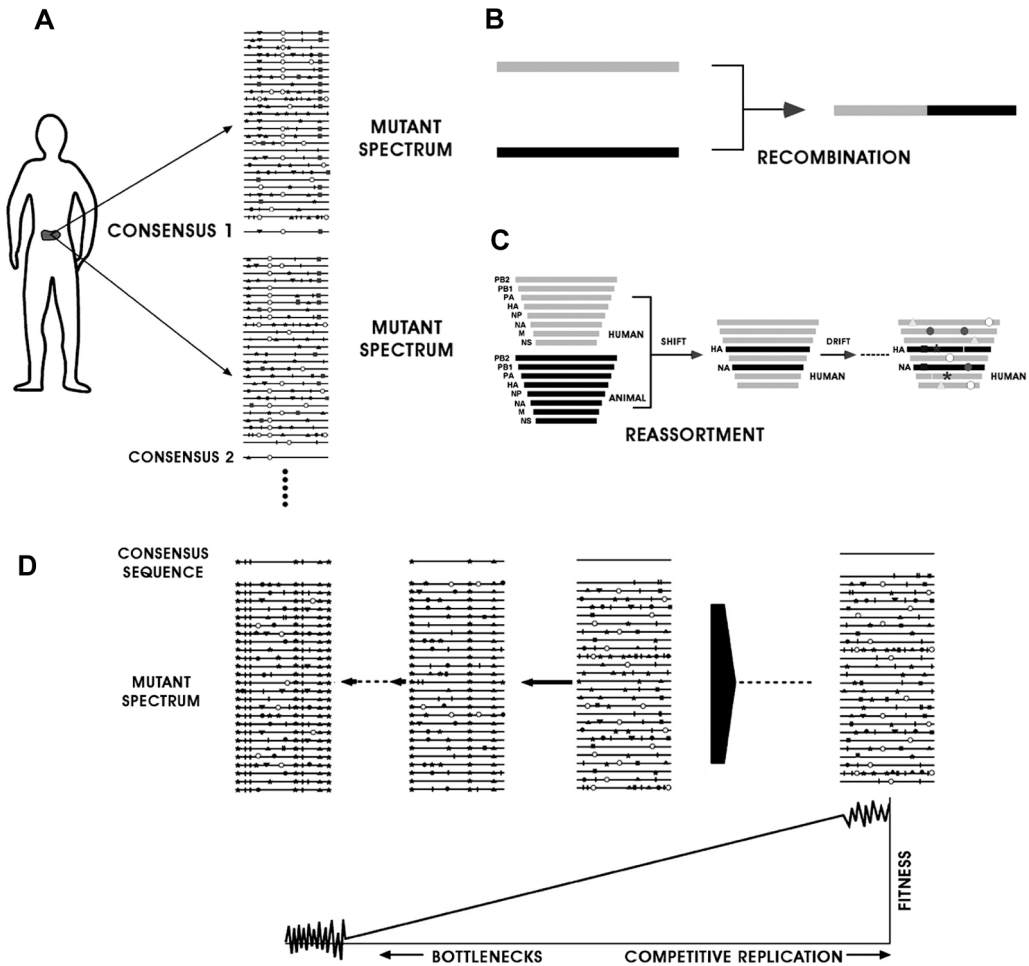 A
MUTANT
SPECTRUM
CONSENSUS 1
MUTANT
SPECTRUM
CONSENSUS 2
B
RECOMBINATION
C
PB2
PB1
PA
HA
NP
NA
M
NS
HUMAN
PB2
PB1
PA
HA
NP
NA
M
NS
ANIMAL
SHIFT
HA
NA
HUMAN
DRIFT
HA
NA
HUMAN
REASSORTMENT
D
CONSENSUS
SEQUENCE
MUTANT
SPECTRUM
FITNESS
BOTTLENECKS
COMPETITIVE REPLICATION